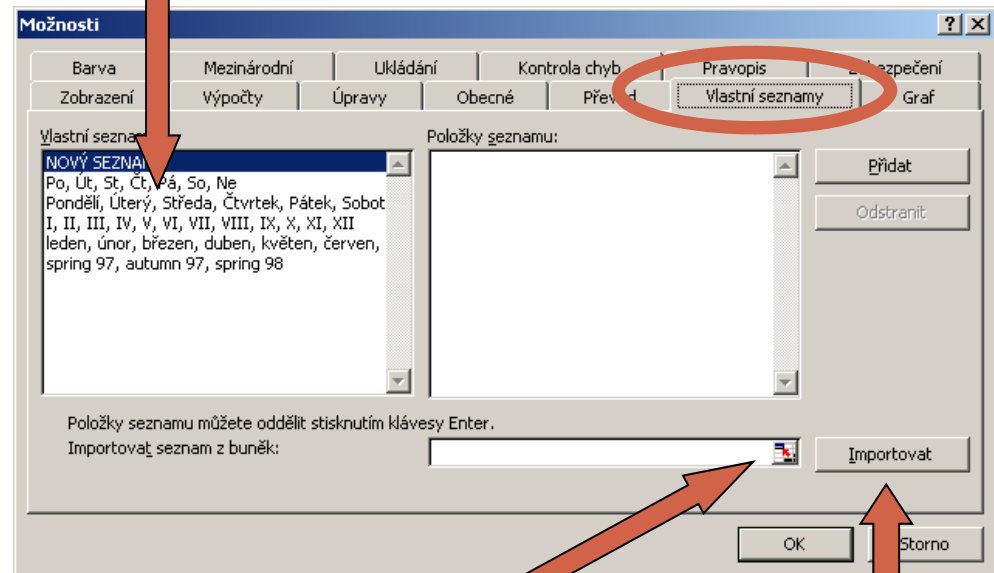 Možnosti
Barva Mezinárodní Ukládání Kontrola chyb Pravopis
Zobrazení Výpočty Úpravy Obecné Vlastní seznamy Graf
Vlastní Položky seznamu:
NOVÝ
Po, Út, St, Čt, Pá, So, Ne
Pondělí, Úterý, Středa, Čtvrtek, Pátek, Sobot
I, II, III, IV, V, VI, VII, VIII, IX, X, XI, XII
leden, únor, březen, duben, květen, červen,
spring 97, autumn 97, spring 98
Přidat
Odstranit
Položky seznamu můžete oddělit stisknutím klávesy Enter.
Importovat seznam z buněk:
Importovat
OK Storno